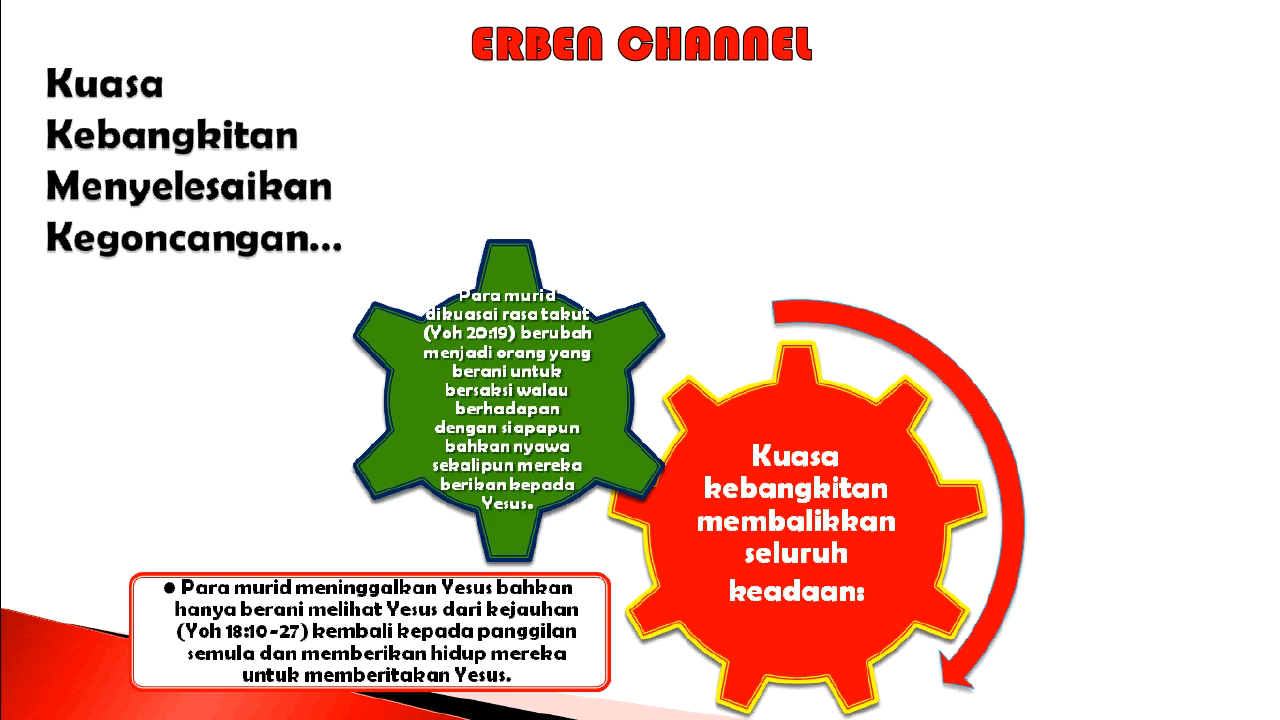 ERBEN CHANNEL
Kuasa
Kebangkitan
Menyelesaikan
Kegoncangan...
Para murid
dikuasai rasa takut
(Yoh 20:19) berubah
menjadi orang yang
berani untuk
bersaksi walau
berhadapan
dengan siapapun
bahkan nyawa
sekalipun mereka
berikan kepada
Yesus.
Kuasa
kebangkitan
membalikkan
seluruh
keadaan:
• Para murid meninggalkan Yesus bahkan
hanya berani melihat Yesus dari kejauhan
(Yoh 18:10-27) kembali kepada panggilan
semula dan memberikan hidup mereka
untuk memberitakan Yesus.